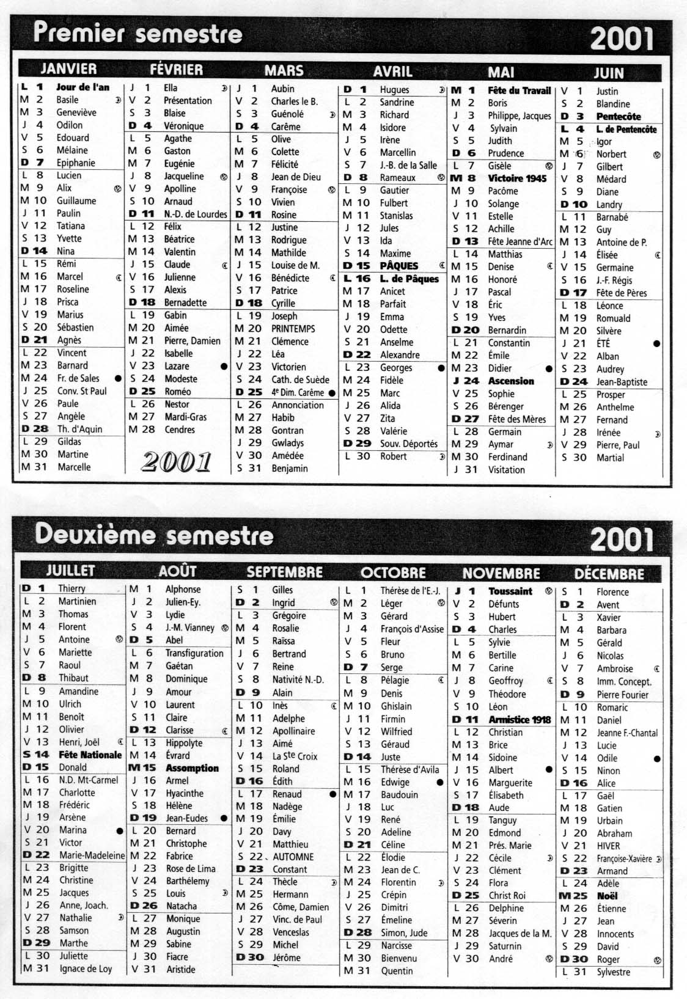 Premier semestre 2001
JANVIER
L 1 Jour de l'an
M 2 Basile
M 3 Geneviève
J 4 Odilon
V 5 Edouard
S 6 Mélaine
D 7 Epiphanie
L 8 Lucien
M 9 Alix
M 10 Guillaume
J 11 Paulin
V 12 Tatiana
S 13 Yvette
D 14 Nina
L 15 Rémi
M 16 Marcel
M 17 Roseline
J 18 Prisca
V 19 Marius
S 20 Sébastien
D 21 Agnès
L 22 Vincent
M 23 Barnard
M 24 Fr. de Sales
J 25 Conv. St Paul
V 26 Paule
S 27 Angèle
D 28 Th. d'Aquin
L 29 Gildas
M 30 Martine
M 31 Marcelle
FÉVRIER
J 1 Ella
V 2 Présentation
S 3 Blaise
D 4 Véronique
L 5 Agathe
M 6 Gaston
M 7 Eugénie
J 8 Jacqueline
V 9 Apolline
S 10 Arnaud
D 11 N.-D. de Lourdes
L 12 Félix
M 13 Béatrice
M 14 Valentin
J 15 Claude
V 16 Julienne
S 17 Alexis
D 18 Bernadette
L 19 Gabin
M 20 Aimée
M 21 Pierre, Damien
J 22 Isabelle
V 23 Lazare
S 24 Modeste
D 25 Roméo
L 26 Nestor
M 27 Mardi-Gras
M 28 Cendres
2001
MARS
J 1 Aubin
V 2 Charles le B.
S 3 Guénolé
D 4 Carême
L 5 Olive
M 6 Colette
M 7 Félicité
J 8 Jean de Dieu
V 9 Françoise
S 10 Vivien
D 11 Rosine
L 12 Justine
M 13 Rodrigue
M 14 Mathilde
J 15 Louise de M.
V 16 Bénédicte
S 17 Patrice
D 18 Cyrille
L 19 Joseph
M 20 PRINTEMPS
M 21 Clémence
J 22 Léa
V 23 Victorien
S 24 Cath. de Suède
D 25 4e Dim. Carême
L 26 Annonciation
M 27 Habib
M 28 Gontran
J 29 Gwladys
V 30 Amédée
S 31 Benjamin
AVRIL
D 1 Hugues
L 2 Sandrine
M 3 Richard
M 4 Isidore
J 5 Irène
V 6 Marcellin
S 7 J.-B. de la Salle
D 8 Rameaux
L 9 Gautier
M 10 Fulbert
M 11 Stanislas
J 12 Jules
V 13 Ida
S 14 Maxime
D 15 PÂQUES
L 16 L. de Pâques
M 17 Anicet
M 18 Parfait
J 19 Emma
V 20 Odette
S 21 Anselme
D 22 Alexandre
L 23 Georges
M 24 Fidèle
M 25 Marc
J 26 Alida
V 27 Zita
S 28 Valérie
D 29 Souv. Déportés
L 30 Robert
MAI
M 1 Fête du Travail
M 2 Boris
J 3 Philippe, Jacques
V 4 Sylvain
S 5 Judith
D 6 Prudence
L 7 Gisèle
M 8 Victoire 1945
M 9 Pacôme
J 10 Solange
V 11 Estelle
S 12 Achille
D 13 Fête Jeanne d'Arc
L 14 Matthias
M 15 Denise
M 16 Honoré
J 17 Pascal
V 18 Éric
S 19 Yves
D 20 Bernardin
L 21 Constantin
M 22 Émile
M 23 Didier
J 24 Ascension
V 25 Sophie
S 26 Bérenger
D 27 Fête des Mères
L 28 Germain
M 29 Aymar
M 30 Ferdinand
J 31 Visitation
JUIN
V 1 Justin
S 2 Blandine
D 3 Pentecôte
L 4 L. de Pentencôte
M 5 Igor
M 6 Norbert
J 7 Gilbert
V 8 Médard
S 9 Diane
D 10 Landry
L 11 Barnabé
M 12 Guy
M 13 Antoine de P.
J 14 Élisée
V 15 Germaine
S 16 J.-F. Régis
D 17 Fête de Pères
L 18 Léonce
M 19 Romuald
M 20 Silvère
J 21 ÉTÉ
V 22 Alban
S 23 Audrey
D 24 Jean-Baptiste
L 25 Prosper
M 26 Anthelme
M 27 Fernand
J 28 Irénée
V 29 Pierre, Paul
S 30 Martial
Deuxième semestre 2001
JUILLET
D 1 Thierry
L 2 Martinien
M 3 Thomas
M 4 Florent
J 5 Antoine
V 6 Mariette
S 7 Raoul
D 8 Thibaut
L 9 Amandine
M 10 Ulrich
M 11 Benoît
J 12 Olivier
V 13 Henri, Joël
S 14 Fête Nationale
D 15 Donald
L 16 N.D. Mt-Carmel
M 17 Charlotte
M 18 Frédéric
J 19 Arsène
V 20 Marina
S 21 Victor
D 22 Marie-Madeleine
L 23 Brigitte
M 24 Christine
M 25 Jacques
J 26 Anne, Joach.
V 27 Nathalie
S 28 Samson
D 29 Marthe
L 30 Juliette
M 31 Ignace de Loy
AOÛT
M 1 Alphonse
J 2 Julien-Ey.
V 3 Lydie
S 4 J.-M. Vianney
D 5 Abel
L 6 Transfiguration
M 7 Gaétan
M 8 Dominique
J 9 Amour
V 10 Laurent
S 11 Claire
D 12 Clarisse
L 13 Hippolyte
M 14 Évrard
M 15 Assomption
J 16 Armel
V 17 Hyacinthe
S 18 Hélène
D 19 Jean-Eudes
L 20 Bernard
M 21 Christophe
M 22 Fabrice
J 23 Rose de Lima
V 24 Barthélemy
S 25 Louis
D 26 Natacha
L 27 Monique
M 28 Augustin
M 29 Sabine
J 30 Fiacre
V 31 Aristide
SEPTEMBRE
S 1 Gilles
D 2 Ingrid
L 3 Grégoire
M 4 Rosalie
M 5 Raïssa
J 6 Bertrand
V 7 Reine
S 8 Nativité N.-D.
D 9 Alain
L 10 Inès
M 11 Adelphe
M 12 Apollinaire
J 13 Aimé
V 14 La Ste Croix
S 15 Roland
D 16 Édith
L 17 Renaud
M 18 Nadège
M 19 Émilie
J 20 Davy
V 21 Matthieu
S 22 AUTOMNE
D 23 Constant
L 24 Thècle
M 25 Hermann
M 26 Côme, Damien
J 27 Vinc. de Paul
V 28 Venceslas
S 29 Michel
D 30 Jérôme
OCTOBRE
L 1 Thérèse de l'E.-J.
M 2 Léger
M 3 Gérard
J 4 François d'Assise
V 5 Fleur
S 6 Bruno
D 7 Serge
L 8 Pélagie
M 9 Denis
M 10 Ghislain
J 11 Firmin
V 12 Wilfried
S 13 Géraud
D 14 Juste
L 15 Thérèse d'Avila
M 16 Edwige
M 17 Baudouin
J 18 Luc
V 19 René
S 20 Adeline
D 21 Céline
L 22 Élodie
M 23 Jean de C.
M 24 Florentin
J 25 Crépin
V 26 Dimitri
S 27 Émeline
D 28 Simon, Jude
L 29 Narcisse
M 30 Bienvenu
M 31 Quentin
NOVEMBRE
J 1 Toussaint
V 2 Défunts
S 3 Hubert
D 4 Charles
L 5 Sylvie
M 6 Bertille
M 7 Carine
J 8 Geoffroy
V 9 Théodore
S 10 Léon
D 11 Armistice 1918
L 12 Christian
M 13 Brice
M 14 Sidoine
J 15 Albert
V 16 Marguerite
S 17 Élisabeth
D 18 Aude
L 19 Tanguy
M 20 Edmond
M 21 Prés. Marie
J 22 Cécile
V 23 Clément
S 24 Flora
D 25 Christ Roi
L 26 Delphine
M 27 Séverin
M 28 Jacques de la M.
J 29 Saturnin
V 30 André
DÉCEMBRE
S 1 Florence
D 2 Avent
L 3 Xavier
M 4 Barbara
M 5 Gérald
J 6 Nicolas
V 7 Ambroise
S 8 Imm. Concept.
D 9 Pierre Fourier
L 10 Romaric
M 11 Daniel
M 12 Jeanne F.-Chantal
J 13 Lucie
V 14 Odile
S 15 Ninon
D 16 Alice
L 17 Gaël
M 18 Gatien
M 19 Urbain
J 20 Abraham
V 21 HIVER
S 22 Françoise-Xavière
D 23 Armand
L 24 Adèle
M 25 Noël
M 26 Étienne
J 27 Jean
V 28 Innocents
S 29 David
D 30 Roger
L 31 Sylvestre